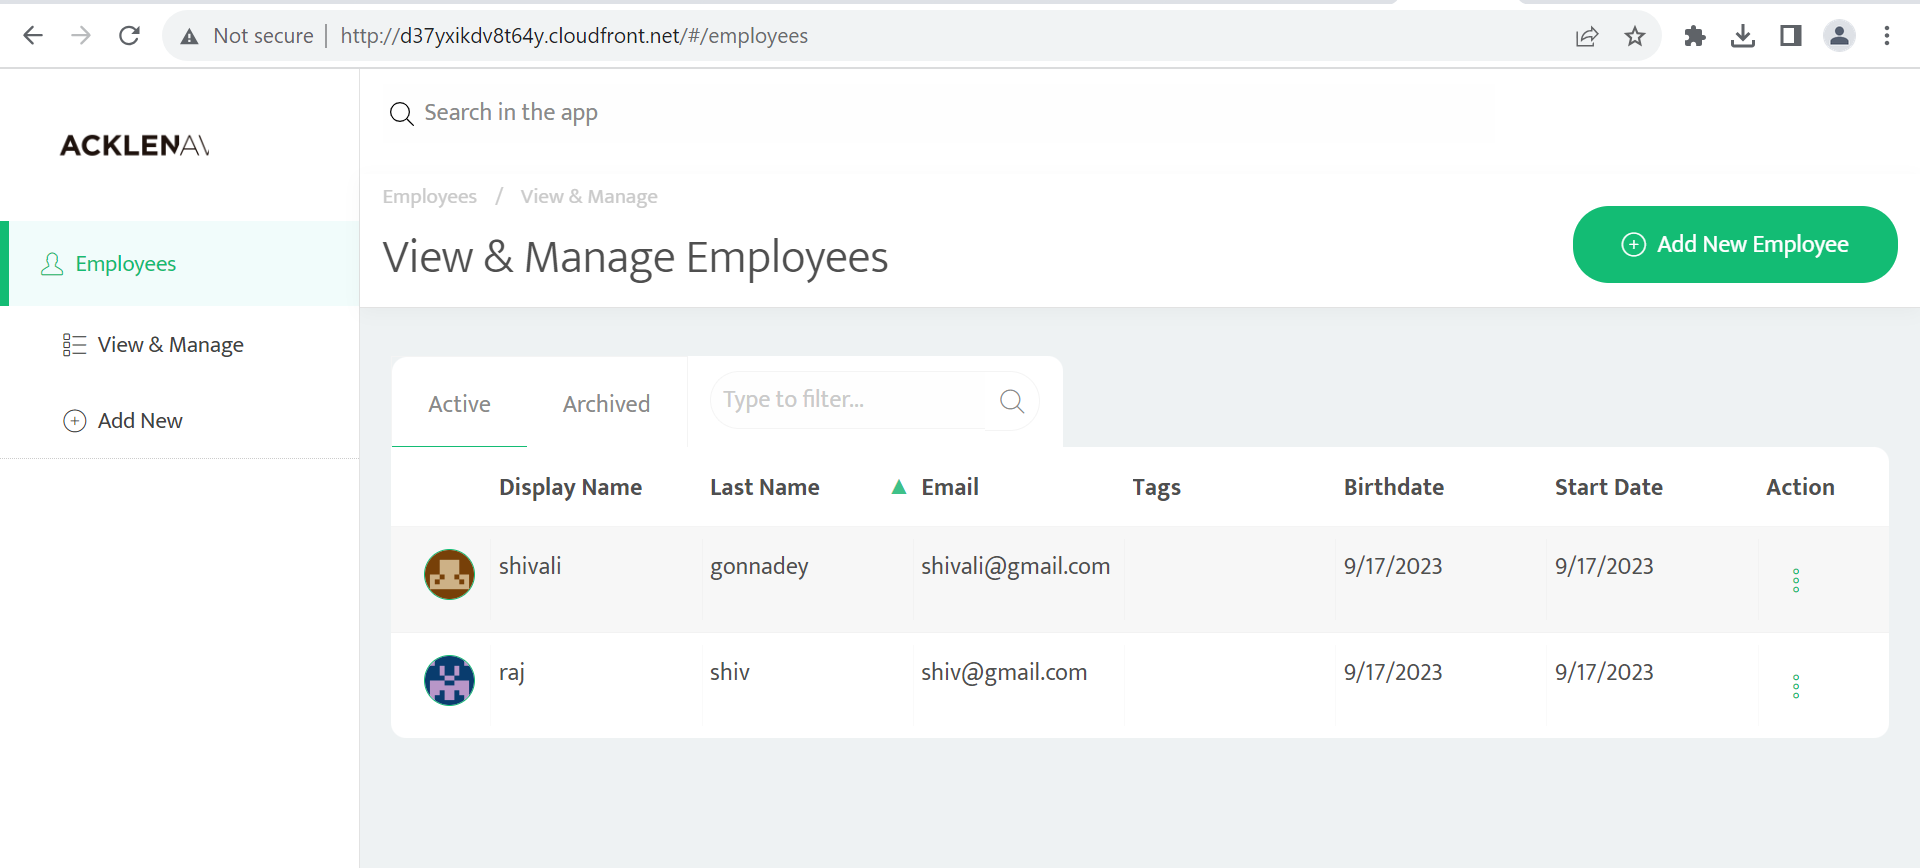 Not secure | http://d37yxikdv8t64y.cloudfront.net/#/employees
ACKLENAV
Search in the app
Employees / View & Manage
View & Manage Employees
Add New Employee
Employees
View & Manage
Add New
Active Archived Type to filter...
Display Name Last Name Email Tags Birthdate Start Date Action
shivali gonnadey shivali@gmail.com 9/17/2023 9/17/2023
raj shiv shiv@gmail.com 9/17/2023 9/17/2023